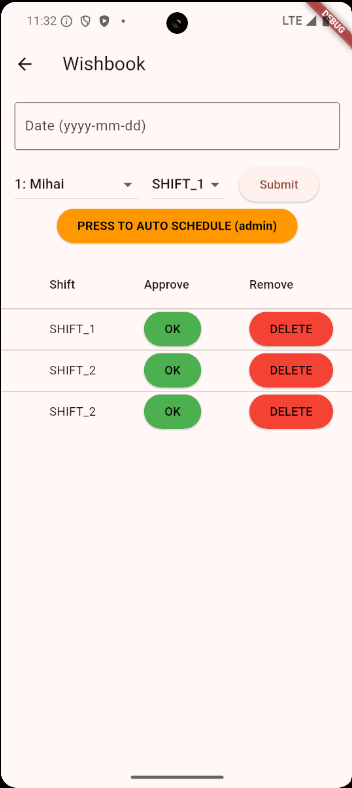 11:32 LTE DEBUG
Wishbook
Date (yyyy-mm-dd)
1: Mihai SHIFT_1 Submit
PRESS TO AUTO SCHEDULE (admin)
Shift Approve Remove
SHIFT_1 OK DELETE
SHIFT_2 OK DELETE
SHIFT_2 OK DELETE